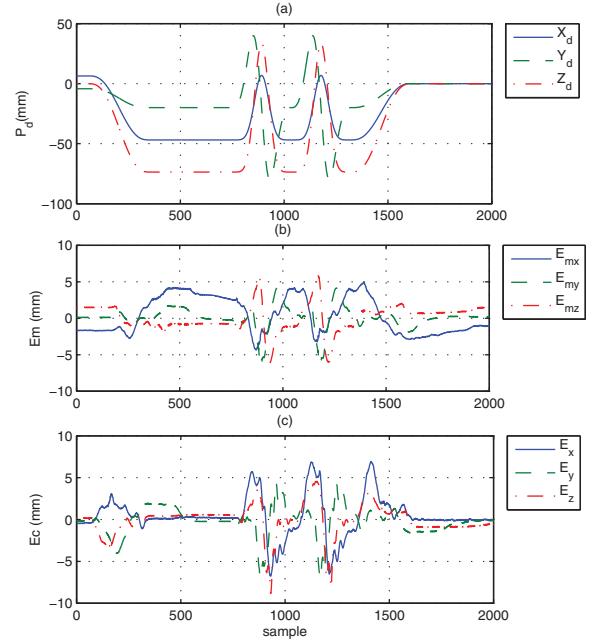 (a)
50
0
−50
−100
P_d(mm)
0
500
1000
1500
2000
X_d
Y_d
Z_d
(b)
10
5
0
−5
−10
Em (mm)
0
500
1000
1500
2000
E_mx
E_my
E_mz
(c)
10
5
0
−5
−10
Ec (mm)
0
500
1000
1500
2000
sample
E_x
E_y
E_z